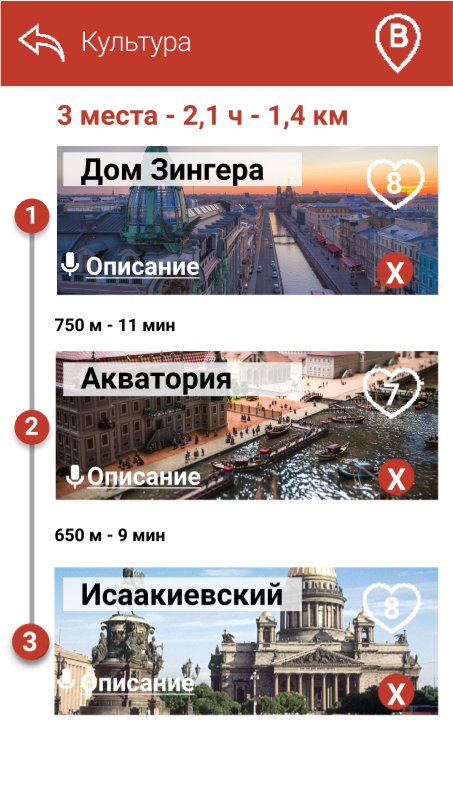 Культура
B
3 места - 2,1 ч - 1,4 км
Дом Зингера
8
1
Описание
X
750 м - 11 мин
Акватория
7
2
Описание
X
650 м - 9 мин
Исаакиевский
8
3
Описание
X